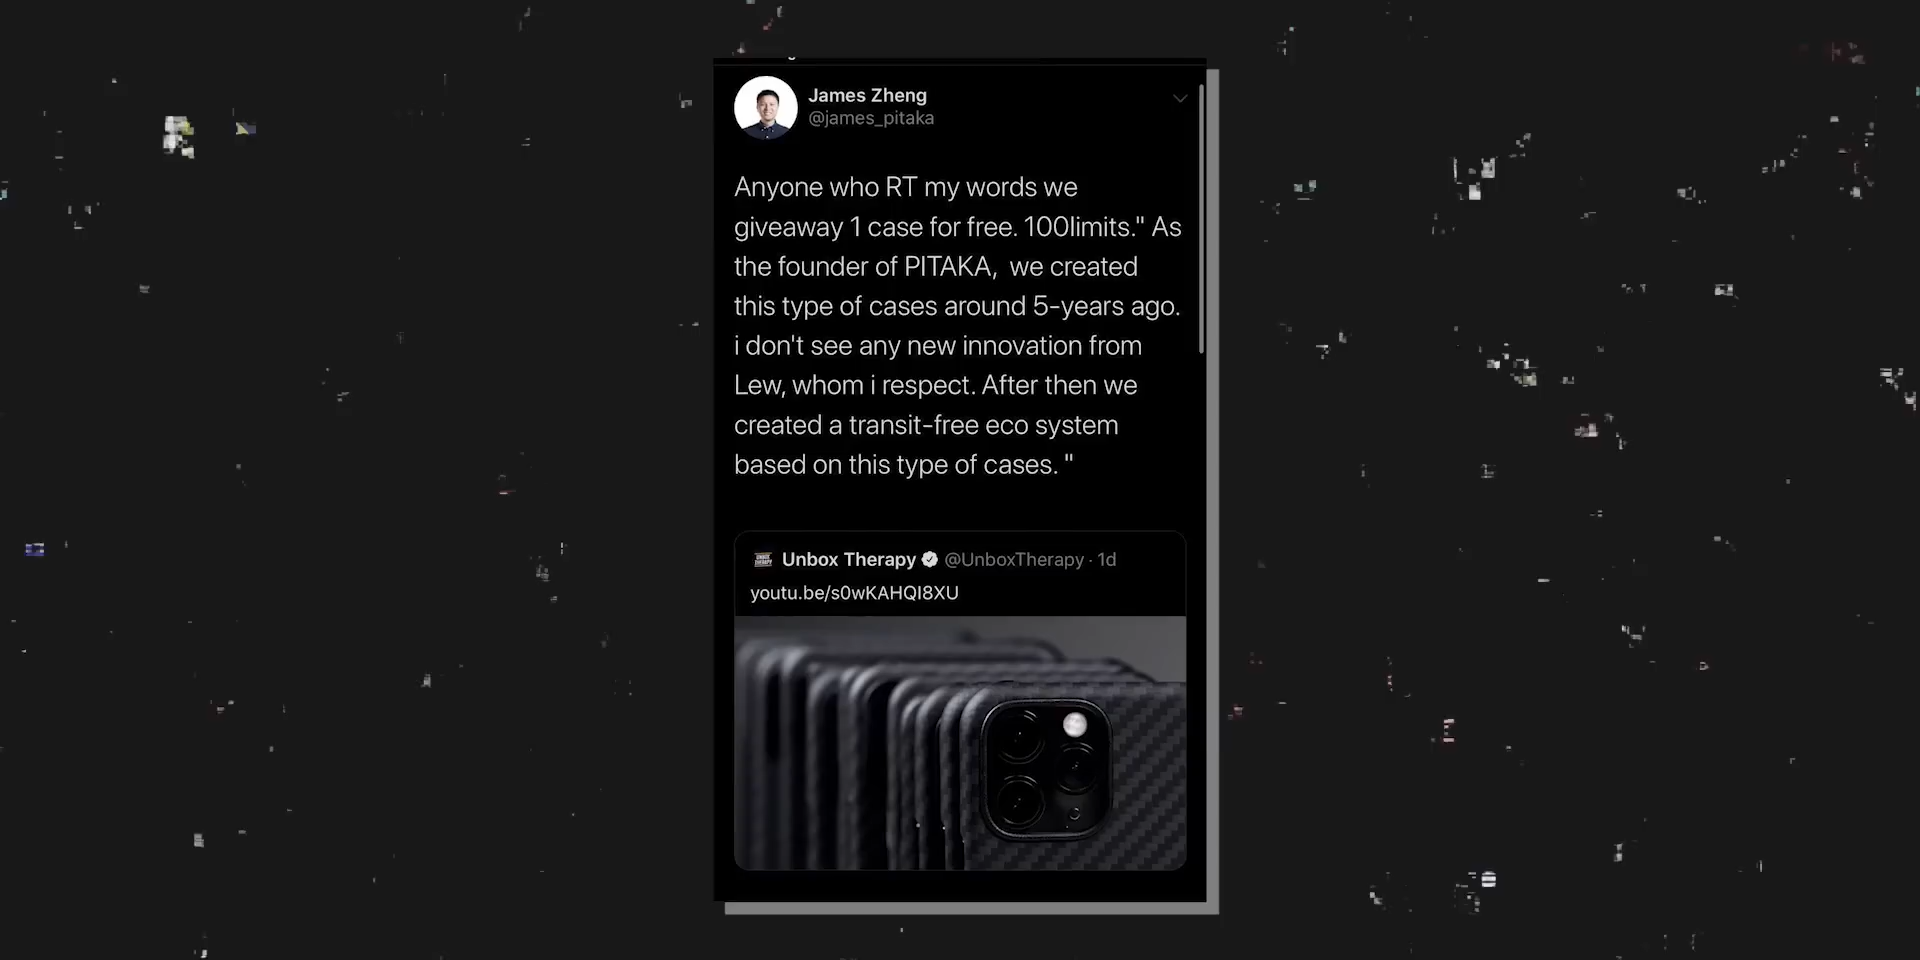 James Zheng
@james_pitaka
Anyone who RT my words we
giveaway 1 case for free. 100limits." As
the founder of PITAKA,  we created
this type of cases around 5-years ago.
i don't see any new innovation from
Lew, whom i respect. After then we
created a transit-free eco system
based on this type of cases. "
Unbox Therapy @UnboxTherapy · 1d
youtu.be/s0wKAHQI8XU